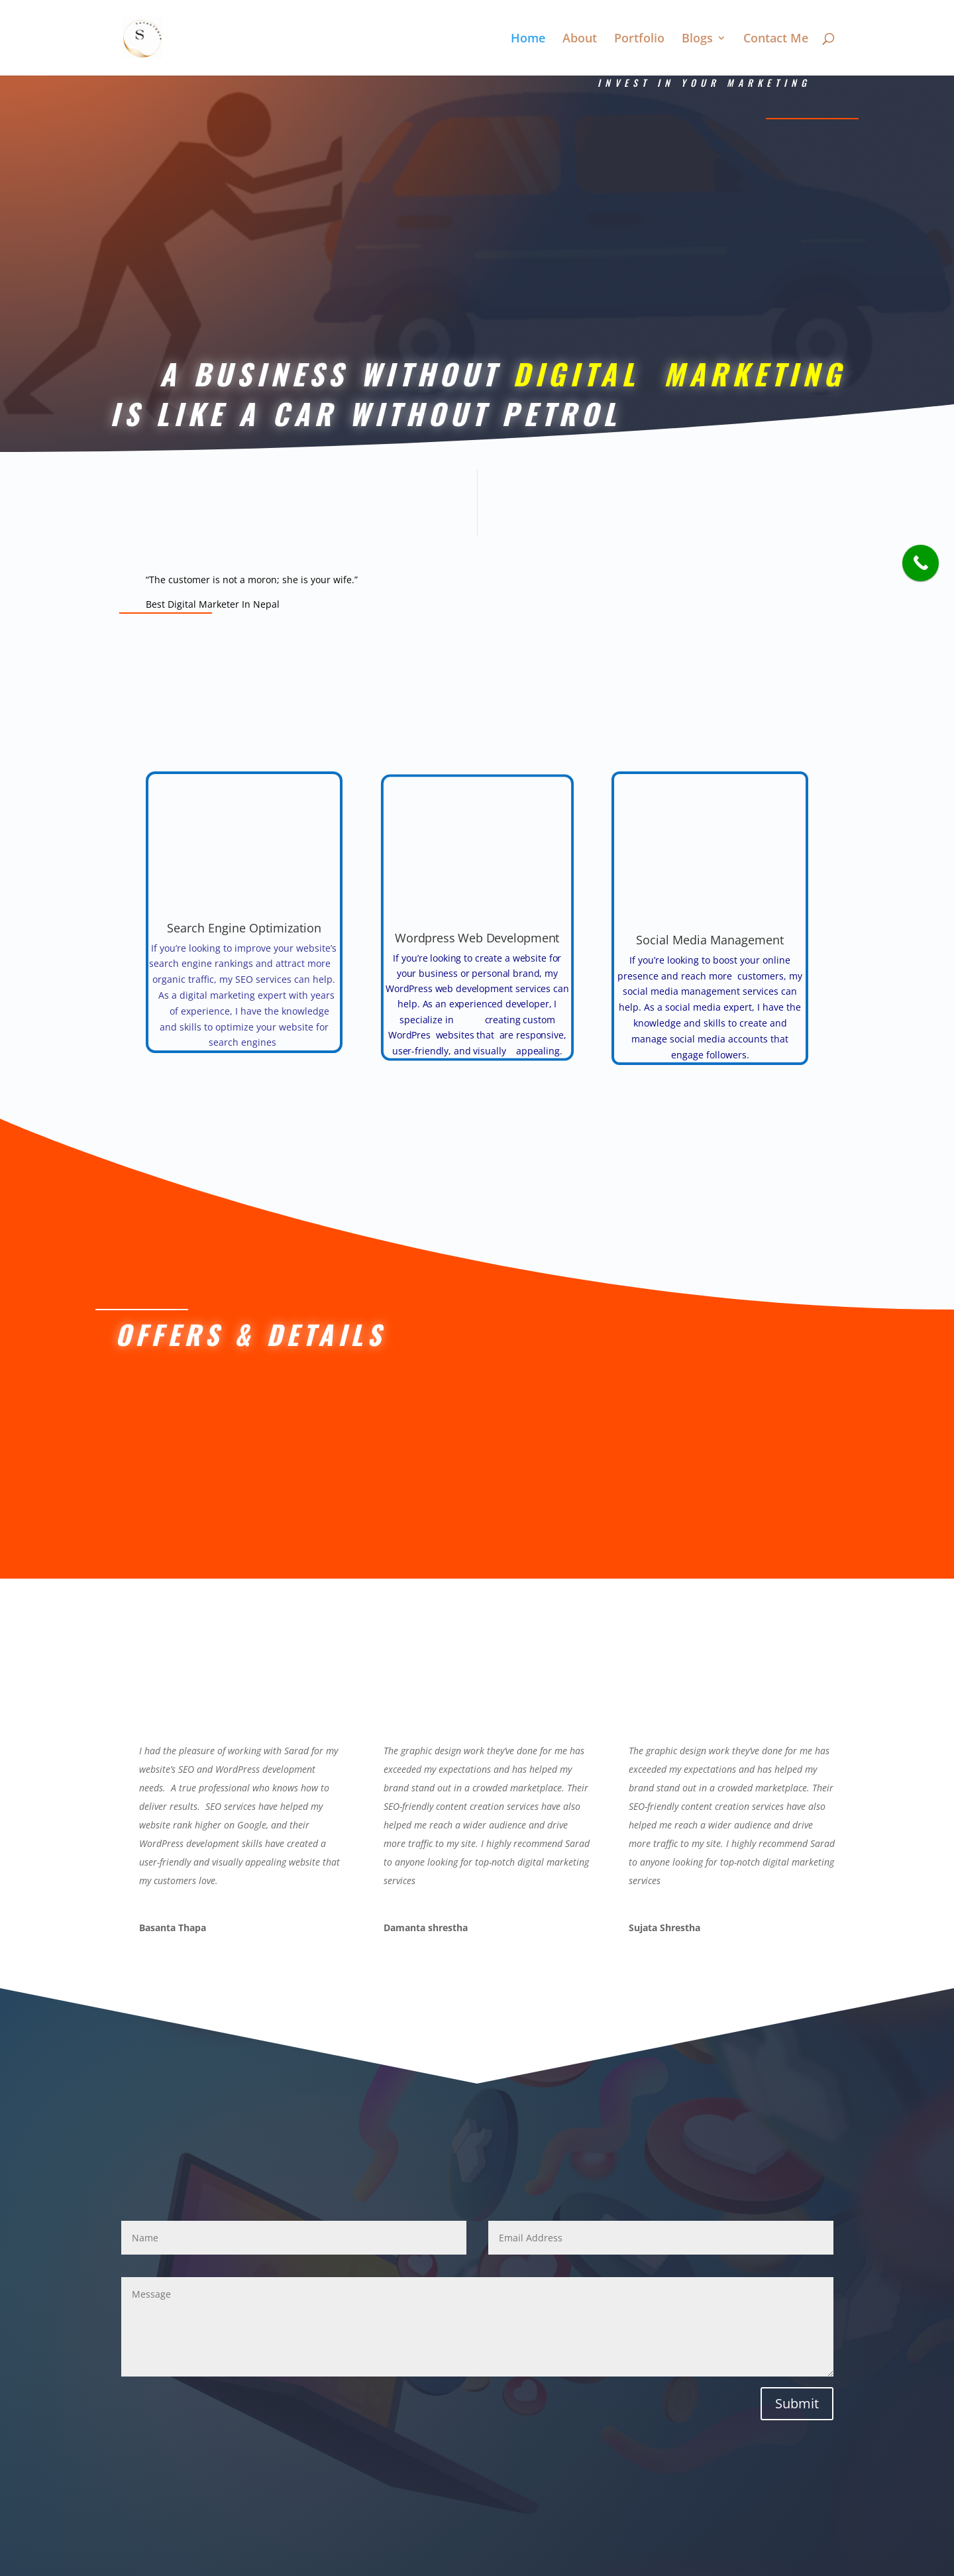 S
Home
About
Portfolio
Blogs
Contact Me
INVEST IN YOUR MARKETING
A BUSINESS WITHOUT DIGITAL MARKETING
IS LIKE A CAR WITHOUT PETROL
“The customer is not a moron; she is your wife.”
Best Digital Marketer In Nepal
Search Engine Optimization
If you’re looking to improve your website’s
search engine rankings and attract more
organic traffic, my SEO services can help.
As a digital marketing expert with years
of experience, I have the knowledge
and skills to optimize your website for
search engines
Wordpress Web Development
If you’re looking to create a website for
your business or personal brand, my
WordPress web development services can
help. As an experienced developer, I
specialize in creating custom
WordPres websites that are responsive,
user-friendly, and visually appealing.
Social Media Management
If you’re looking to boost your online
presence and reach more customers, my
social media management services can
help. As a social media expert, I have the
knowledge and skills to create and
manage social media accounts that
engage followers.
OFFERS & DETAILS
I had the pleasure of working with Sarad for my
website’s SEO and WordPress development
needs. A true professional who knows how to
deliver results. SEO services have helped my
website rank higher on Google, and their
WordPress development skills have created a
user-friendly and visually appealing website that
my customers love.
Basanta Thapa
The graphic design work they’ve done for me has
exceeded my expectations and has helped my
brand stand out in a crowded marketplace. Their
SEO-friendly content creation services have also
helped me reach a wider audience and drive
more traffic to my site. I highly recommend Sarad
to anyone looking for top-notch digital marketing
services
Damanta shrestha
The graphic design work they’ve done for me has
exceeded my expectations and has helped my
brand stand out in a crowded marketplace. Their
SEO-friendly content creation services have also
helped me reach a wider audience and drive
more traffic to my site. I highly recommend Sarad
to anyone looking for top-notch digital marketing
services
Sujata Shrestha
Name
Email Address
Message
Submit